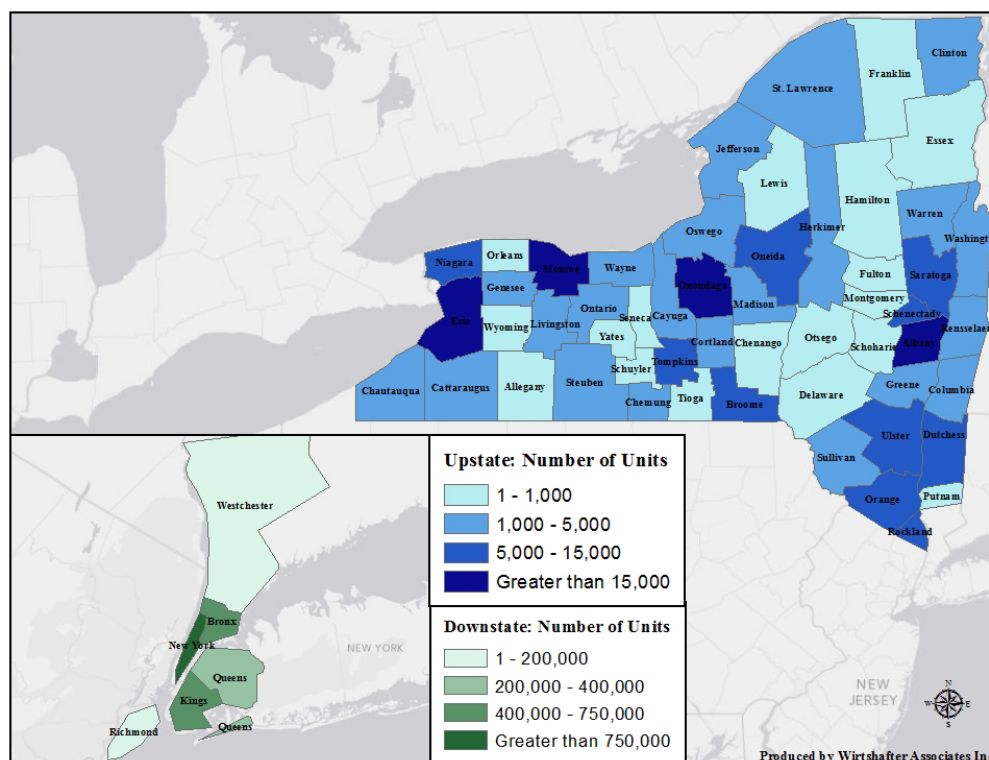 Clinton
Franklin
St. Lawrence
Essex
Jefferson
Lewis
Hamilton
Warren
Herkimer
Oswego
Washingt
Oneida
Niagara
Orleans
Monroe
Wayne
Fulton
Saratoga
Onondaga
Genesee
Montgomery
Madison
Ontario
Schenectady
Erie
Wyoming
Livingston
Seneca
Cayuga
Rensselaer
Yates
Otsego
Albany
Cortland
Schoharie
Chenango
Tompkins
Schuyler
Chautauqua
Cattaraugus
Allegany
Steuben
Greene
Columbia
Chemung
Tioga
Broome
Delaware
Ulster
Dutchess
Sullivan
Orange
Putnam
Rockland
Upstate: Number of Units
1 - 1,000
1,000 - 5,000
5,000 - 15,000
Greater than 15,000
Westchester
Bronx
New York
NEW YORK
Queens
Kings
Queens
Richmond
Downstate: Number of Units
1 - 200,000
200,000 - 400,000
400,000 - 750,000
Greater than 750,000
NEW
JERSEY
N
W
E
S
Produced by Wirtshafter Associates Inc